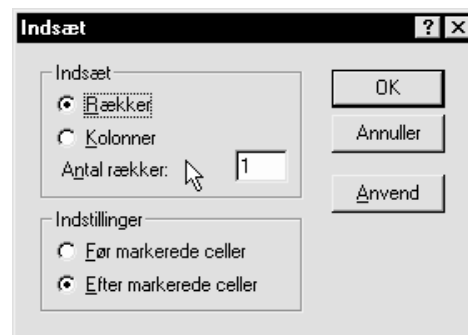 Indsæt
Indsæt
Rækker
Kolonner
Antal rækker: 1
Indstillinger
Før markerede celler
Efter markerede celler
OK
Annuller
Anvend